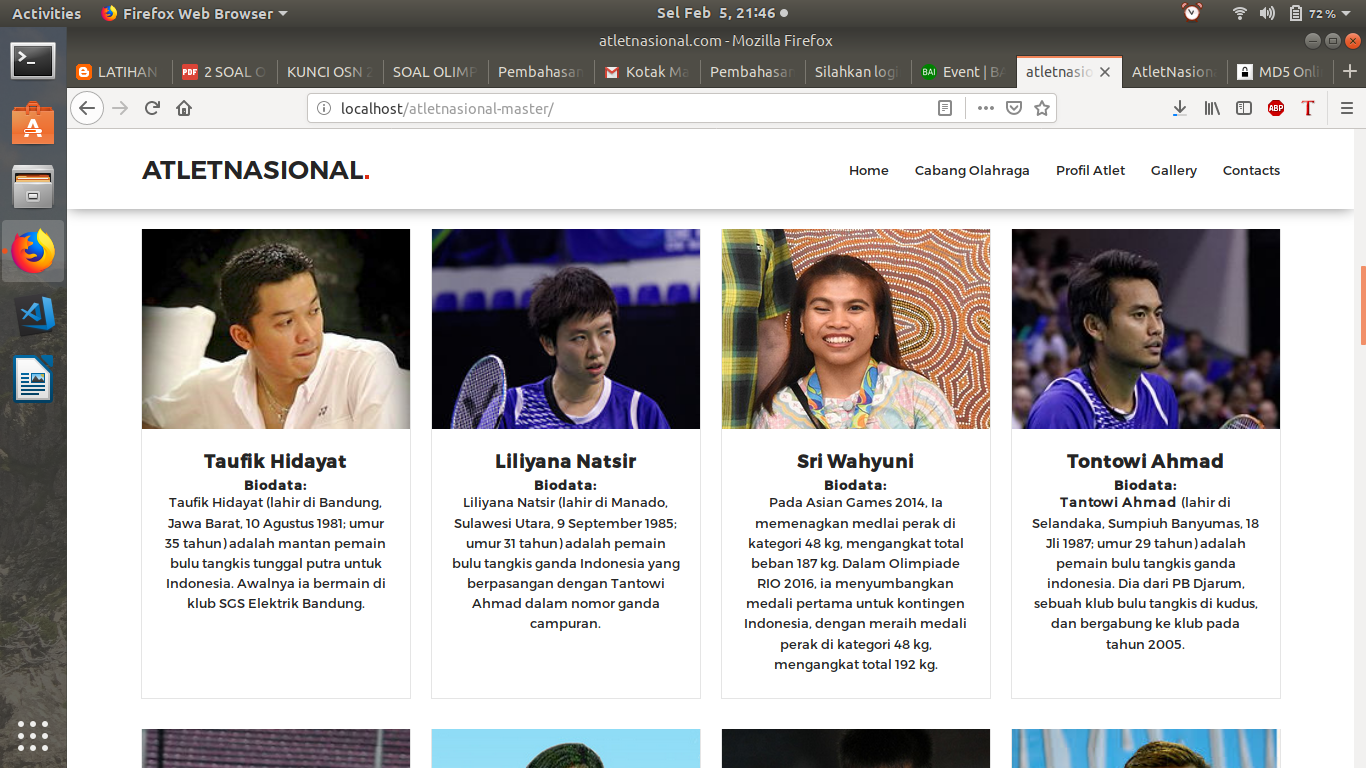 Activities Firefox Web Browser Sel Feb 5, 21:46 72 %
atletnasional.com - Mozilla Firefox
LATIHAN PDF 2 SOAL O KUNCI OSN 2 SOAL OLIMP Pembahasan Kotak Ma Pembahasan Silahkan logi BAI Event | BA atletnasio AtletNasion MD5 Onli
localhost/atletnasional-master/ ABP T
ATLETNASIONAL.
Home Cabang Olahraga Profil Atlet Gallery Contacts
Taufik Hidayat
Biodata:
Taufik Hidayat (lahir di Bandung,
Jawa Barat, 10 Agustus 1981; umur
35 tahun) adalah mantan pemain
bulu tangkis tunggal putra untuk
Indonesia. Awalnya ia bermain di
klub SGS Elektrik Bandung.
Liliyana Natsir
Biodata:
Liliyana Natsir (lahir di Manado,
Sulawesi Utara, 9 September 1985;
umur 31 tahun) adalah pemain
bulu tangkis ganda Indonesia yang
berpasangan dengan Tantowi
Ahmad dalam nomor ganda
campuran.
Sri Wahyuni
Biodata:
Pada Asian Games 2014, Ia
memenagkan medlai perak di
kategori 48 kg, mengangkat total
beban 187 kg. Dalam Olimpiade
RIO 2016, ia menyumbangkan
medali pertama untuk kontingen
Indonesia, dengan meraih medali
perak di kategori 48 kg,
mengangkat total 192 kg.
Tontowi Ahmad
Biodata:
Tantowi Ahmad (lahir di
Selandaka, Sumpiuh Banyumas, 18
Jli 1987; umur 29 tahun) adalah
pemain bulu tangkis ganda
indonesia. Dia dari PB Djarum,
sebuah klub bulu tangkis di kudus,
dan bergabung ke klub pada
tahun 2005.